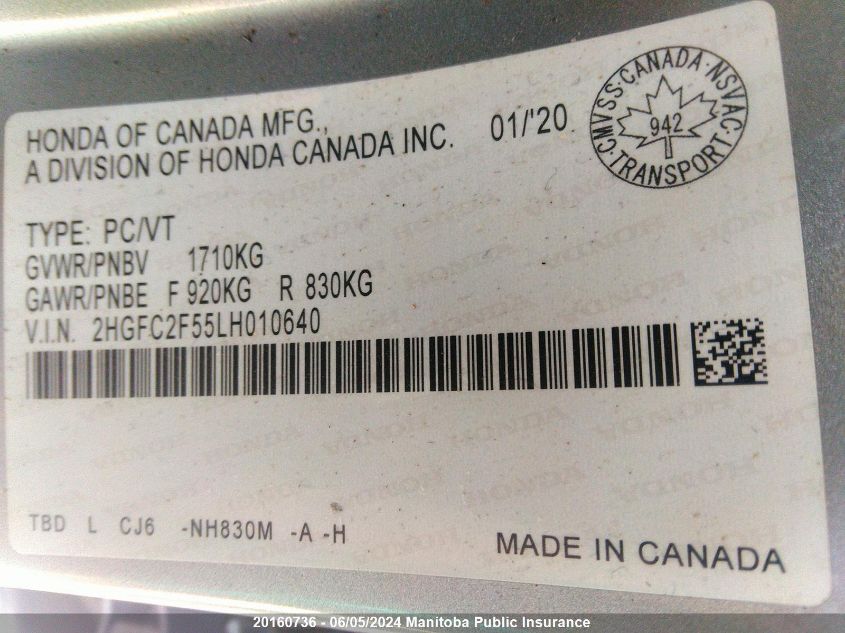 HONDA OF CANADA MFG.,
A DIVISION OF HONDA CANADA INC. 01/'20
CMVSS · CANADA · NSVAC · TRANSPORT ·
942
TYPE: PC/VT
GVWR/PNBV 1710KG
GAWR/PNBE F 920KG R 830KG
V.I.N. 2HGFC2F55LH010640
TBD L CJ6 -NH830M -A -H
MADE IN CANADA
20160736 - 06/05/2024 Manitoba Public Insurance